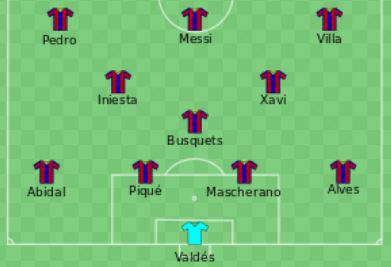 Pedro
Messi
Villa
Iniesta
Xavi
Busquets
Abidal
Piqué
Mascherano
Alves
Valdés